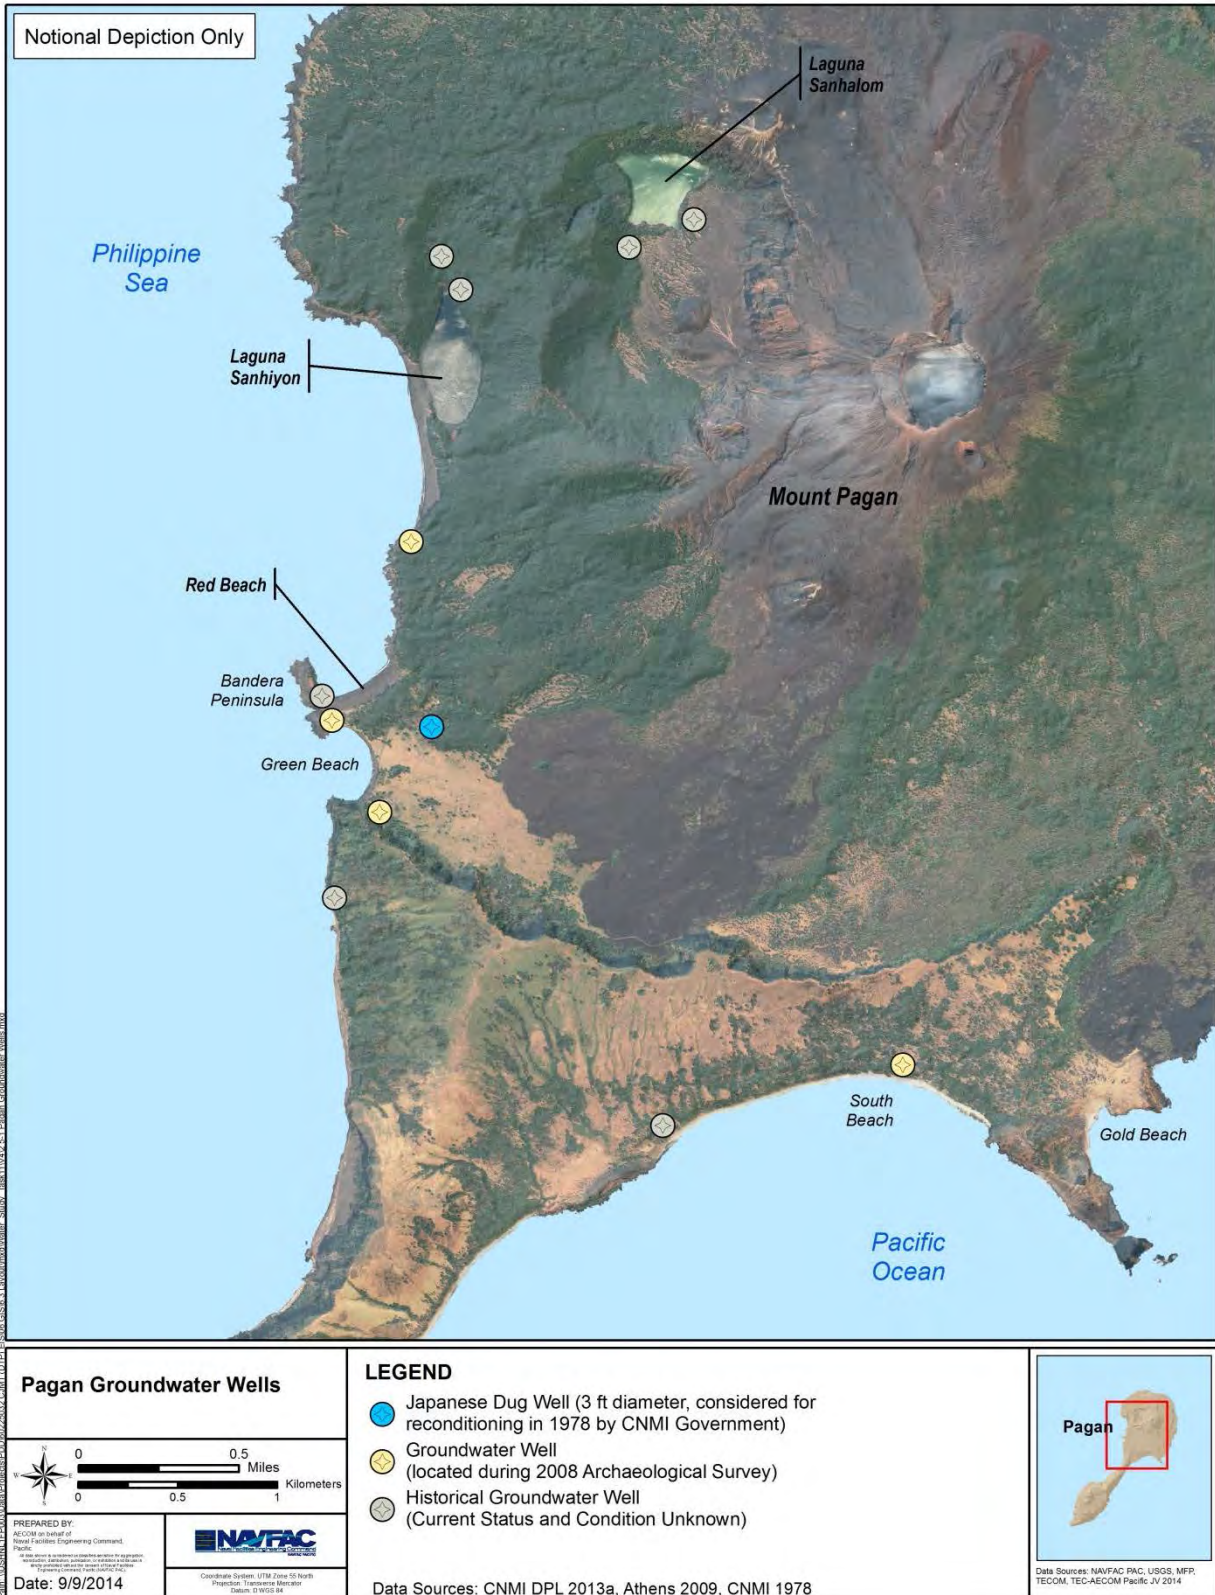 Notional Depiction Only
Laguna
Sanhalom
Philippine
Sea
Laguna
Sanhiyon
Mount Pagan
Red Beach
Bandera
Peninsula
Green Beach
South
Beach
Gold Beach
Pacific
Ocean
Pagan Groundwater Wells
N
W
E
S
0
0.5
Miles
Kilometers
0
0.5
1
PREPARED BY:
AECOM on behalf of
Naval Facilities Engineering Command,
Pacific
Date: 9/9/2014
NAVFAC
Naval Facilities Engineering Command
NAVFAC PACIFIC
Coordinate System: UTM Zone 55 North
Projection: Transverse Mercator
Datum: D WGS 84
LEGEND
Japanese Dug Well (3 ft diameter, considered for
reconditioning in 1978 by CNMI Government)
Groundwater Well
(located during 2008 Archaeological Survey)
Historical Groundwater Well
(Current Status and Condition Unknown)
Data Sources: CNMI DPL 2013a, Athens 2009, CNMI 1978
Pagan
Data Sources: NAVFAC PAC, USGS, MFP,
TECOM, TEC-AECOM Pacific JV 2014